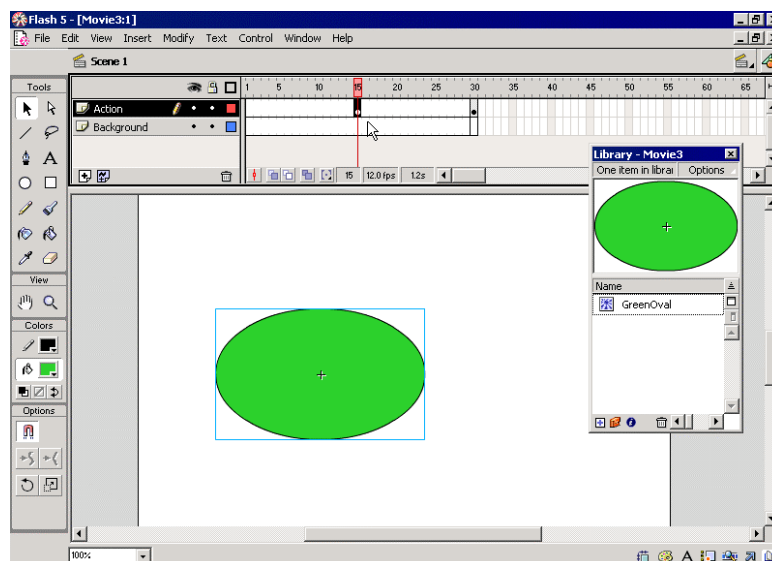 Flash 5 - [Movie3:1]
File Edit View Insert Modify Text Control Window Help
Scene 1
Tools
1 5 10 15 20 25 30 35 40 45 50 55 60 65
Action
Background
15 12.0 fps 1.2s
A
Library - Movie3
One item in librar Options
Name
GreenOval
View
Colors
Options
100%
A